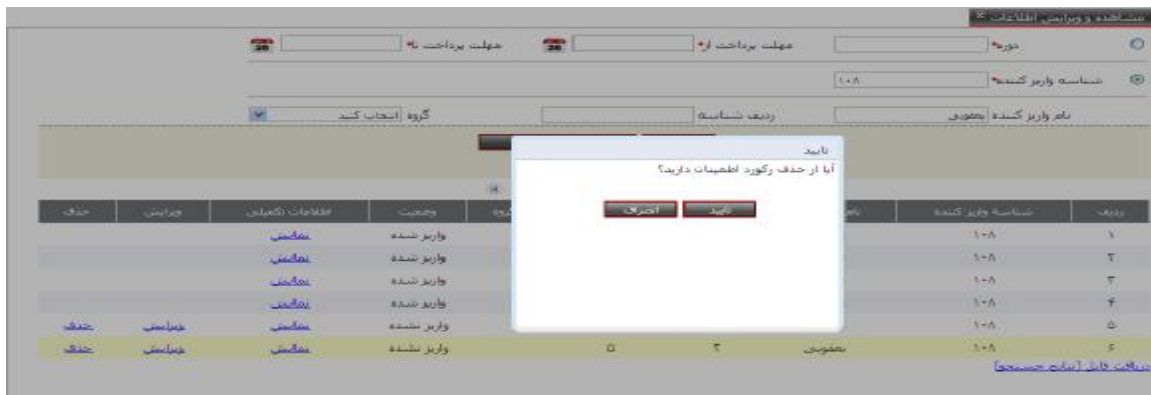 مشاهده و ویرایش اطلاعات ×
دوره* مهلت پرداخت از* مهلت پرداخت تا*
شناسه واریز کننده* ۱۰۸
نام واریز کننده یعقوبی ردیف شناسه گروه انتخاب کنید
تایید
آیا از حذف رکورد اطمینان دارید؟
تایید انصراف
ردیف شناسه واریز کننده وضعیت اطلاعات تکمیلی ویرایش حذف
۱ ۱۰۸ واریز شده نمایش
۲ ۱۰۸ واریز شده نمایش
۳ ۱۰۸ واریز شده نمایش
۴ ۱۰۸ واریز شده نمایش
۵ ۱۰۸ واریز نشده نمایش ویرایش حذف
۶ ۱۰۸ یعقوبی ۲ ۵ واریز نشده نمایش ویرایش حذف
دریافت فایل [نتایج جستجو]